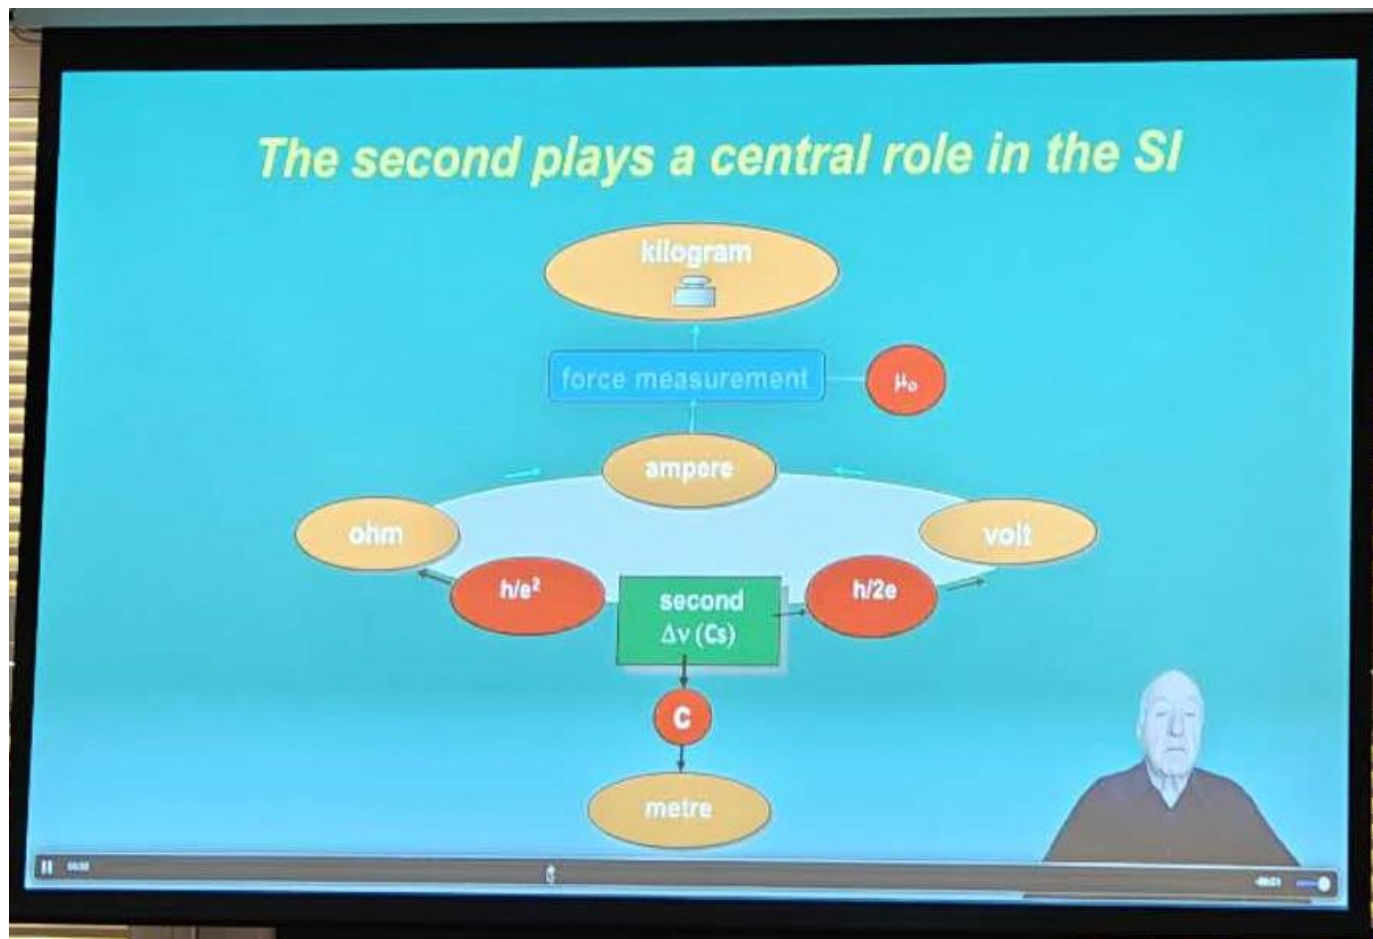 The second plays a central role in the SI
kilogram
force measurement
μ₀
ampere
ohm
volt
h/e²
second
Δν (Cs)
h/2e
C
metre